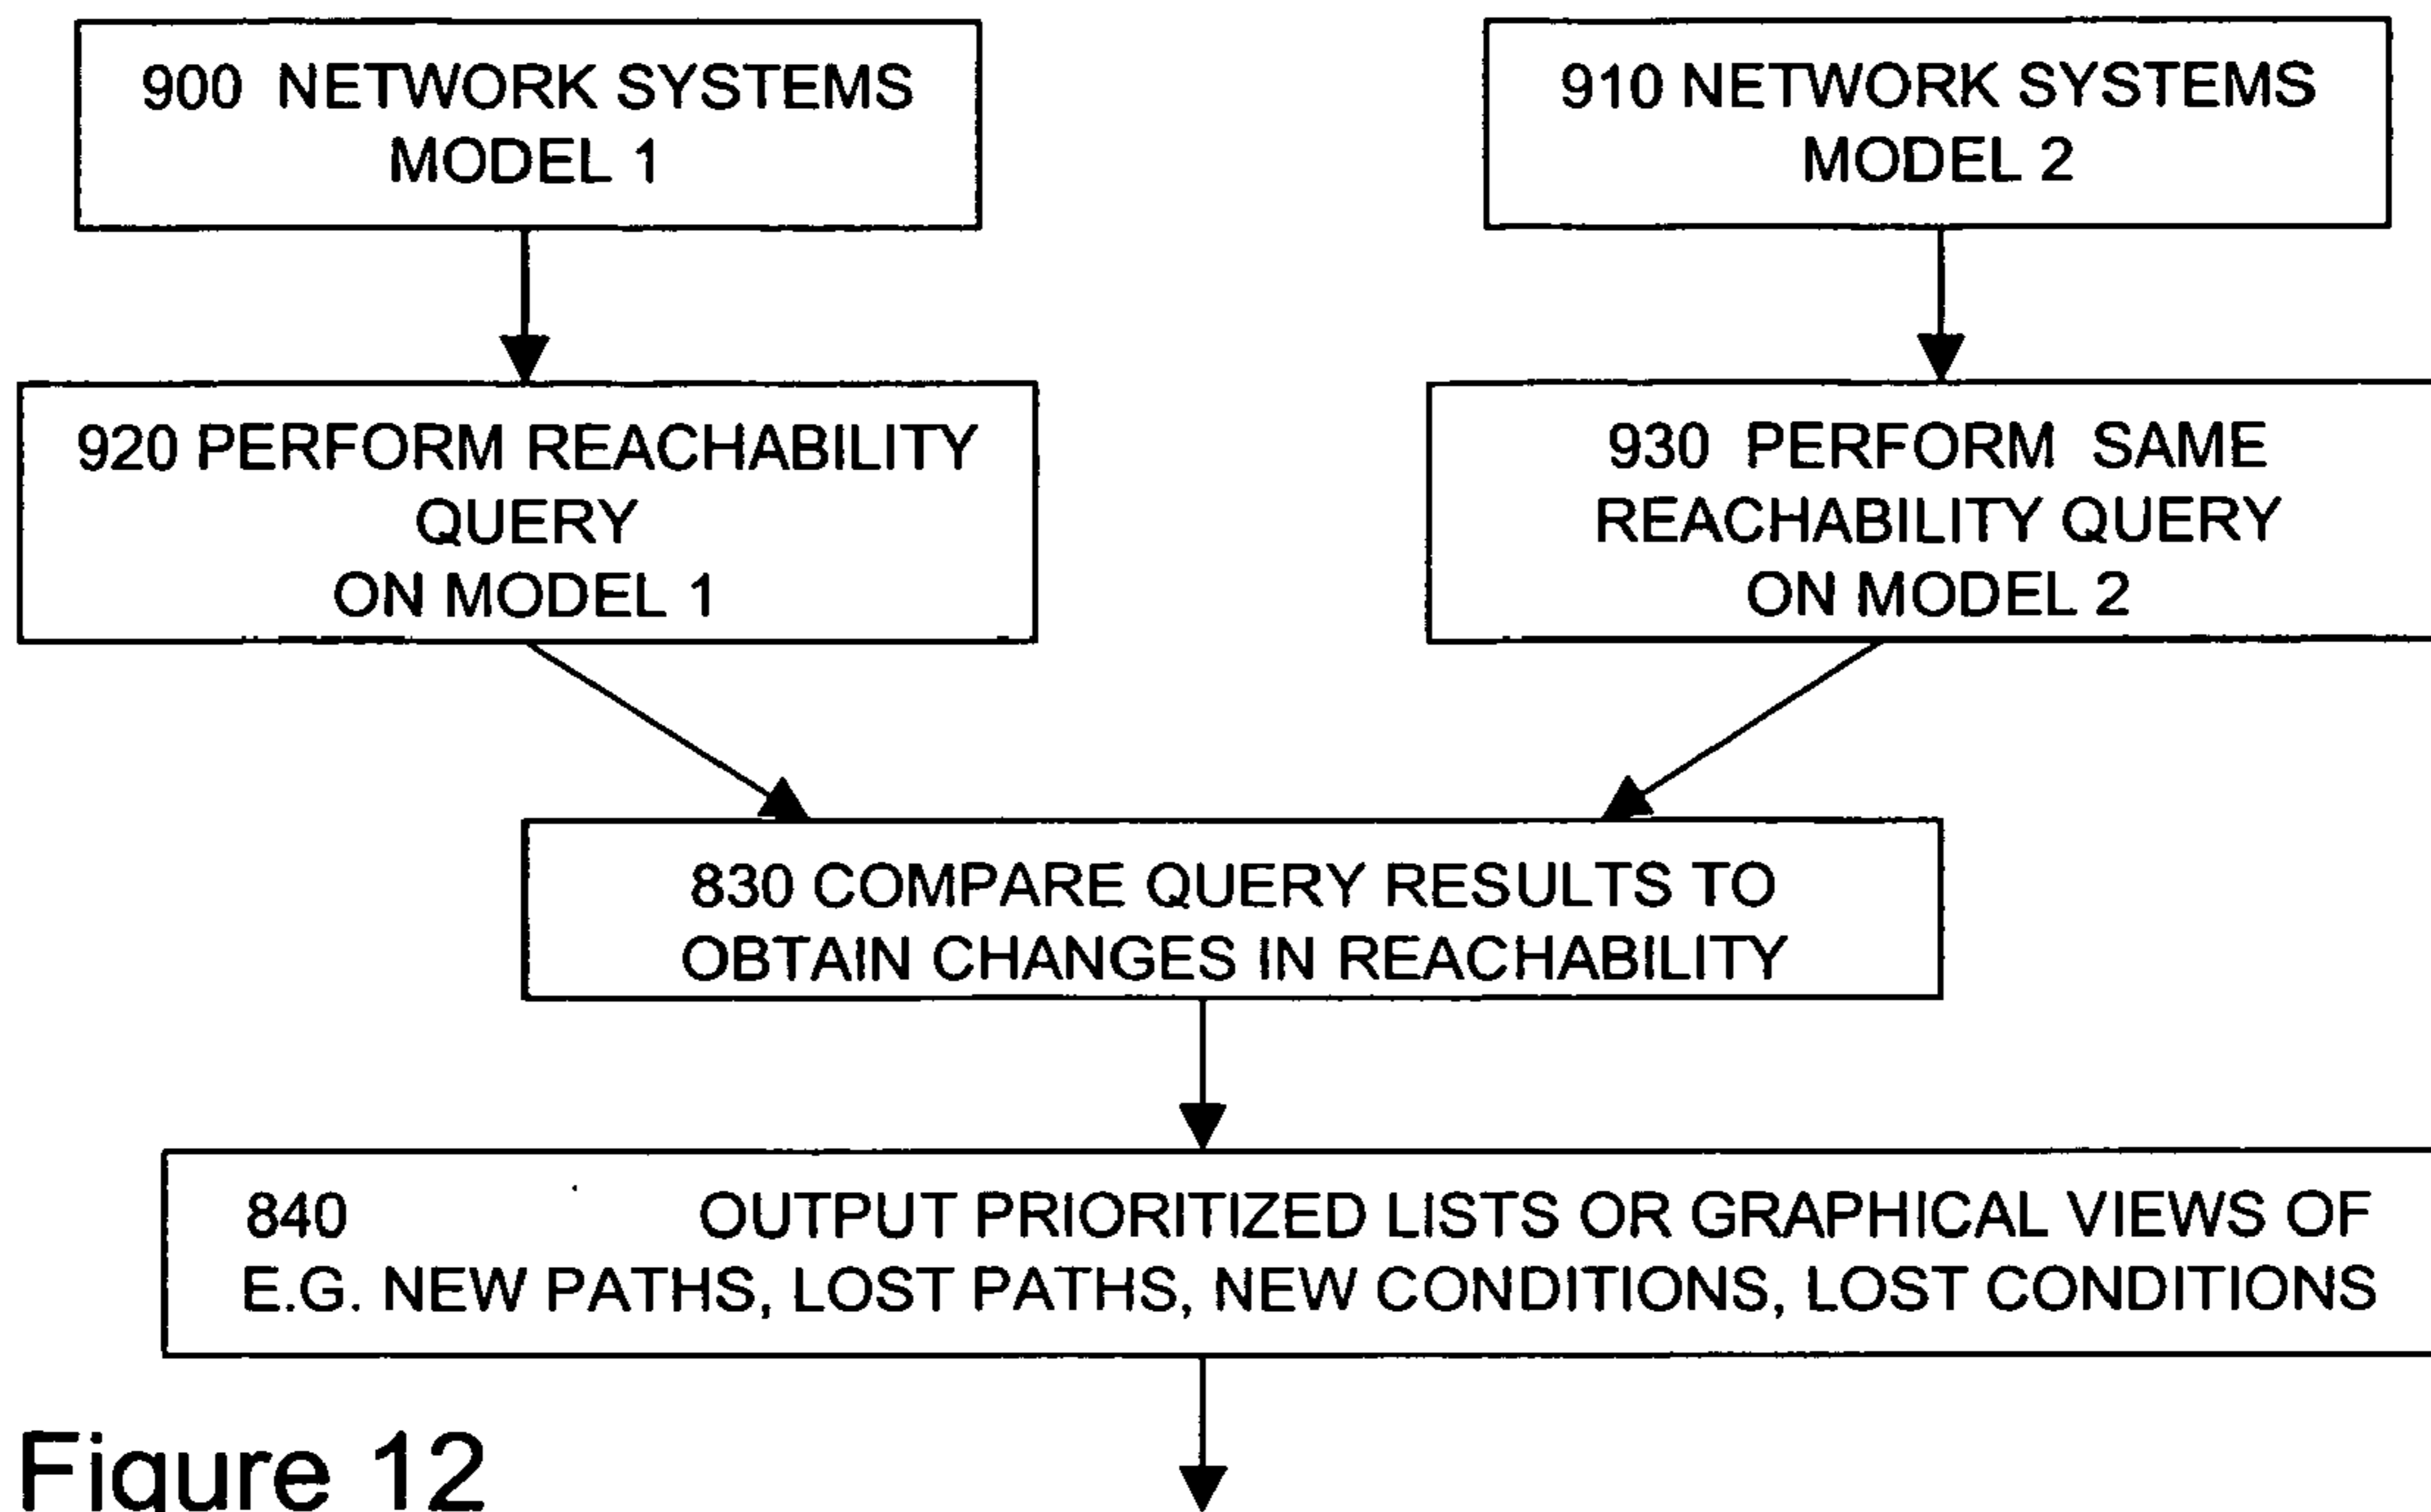 900 NETWORK SYSTEMS
MODEL 1
910 NETWORK SYSTEMS
MODEL 2
920 PERFORM REACHABILITY
QUERY
ON MODEL 1
930 PERFORM SAME
REACHABILITY QUERY
ON MODEL 2
830 COMPARE QUERY RESULTS TO
OBTAIN CHANGES IN REACHABILITY
840 OUTPUT PRIORITIZED LISTS OR GRAPHICAL VIEWS OF
E.G. NEW PATHS, LOST PATHS, NEW CONDITIONS, LOST CONDITIONS
Figure 12